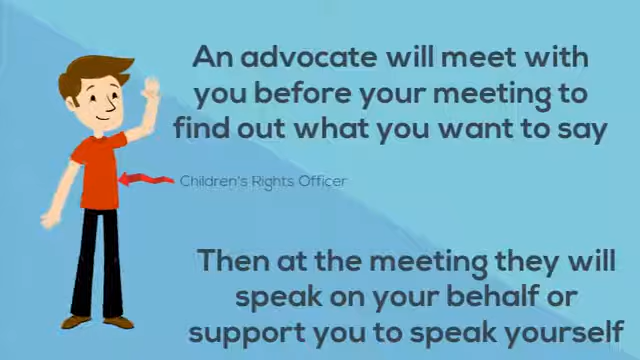 An advocate will meet with
you before your meeting to
find out what you want to say
Children's Rights Officer
Then at the meeting they will
speak on your behalf or
support you to speak yourself